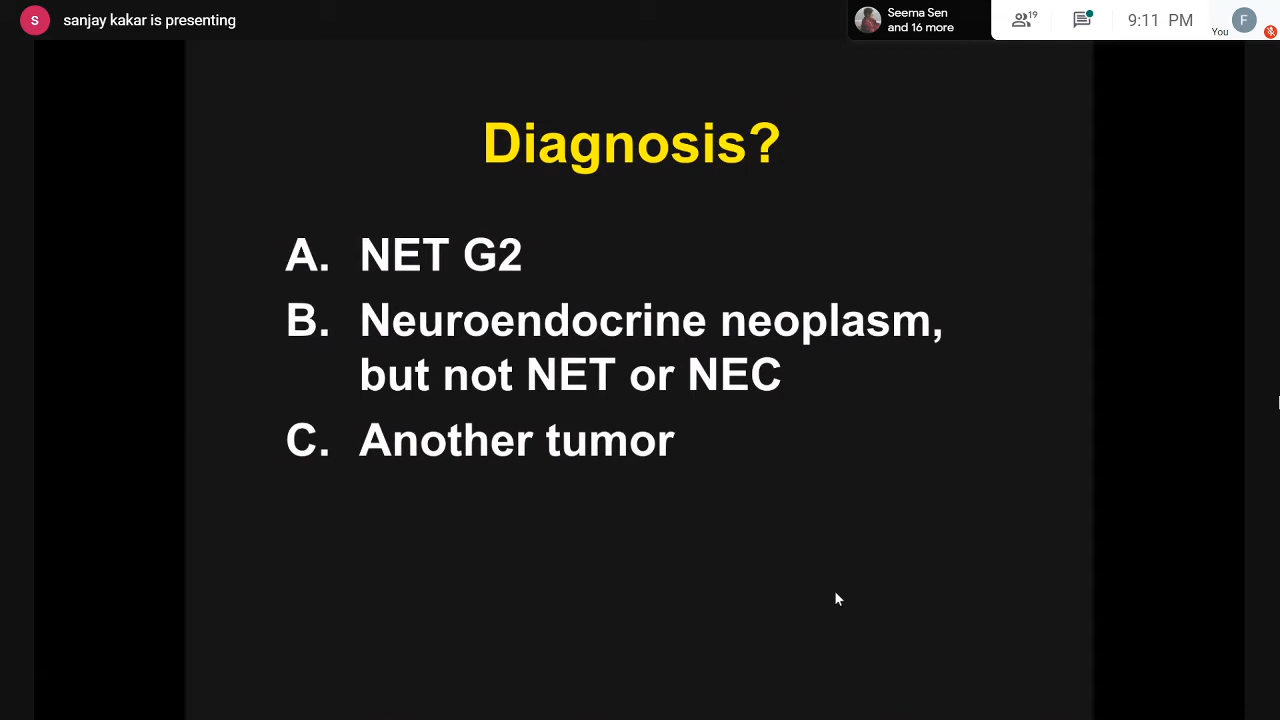 S
sanjay kakar is presenting
Seema Sen
and 16 more
19
9:11 PM
You
F
Diagnosis?
A. NET G2
B. Neuroendocrine neoplasm,
but not NET or NEC
C. Another tumor